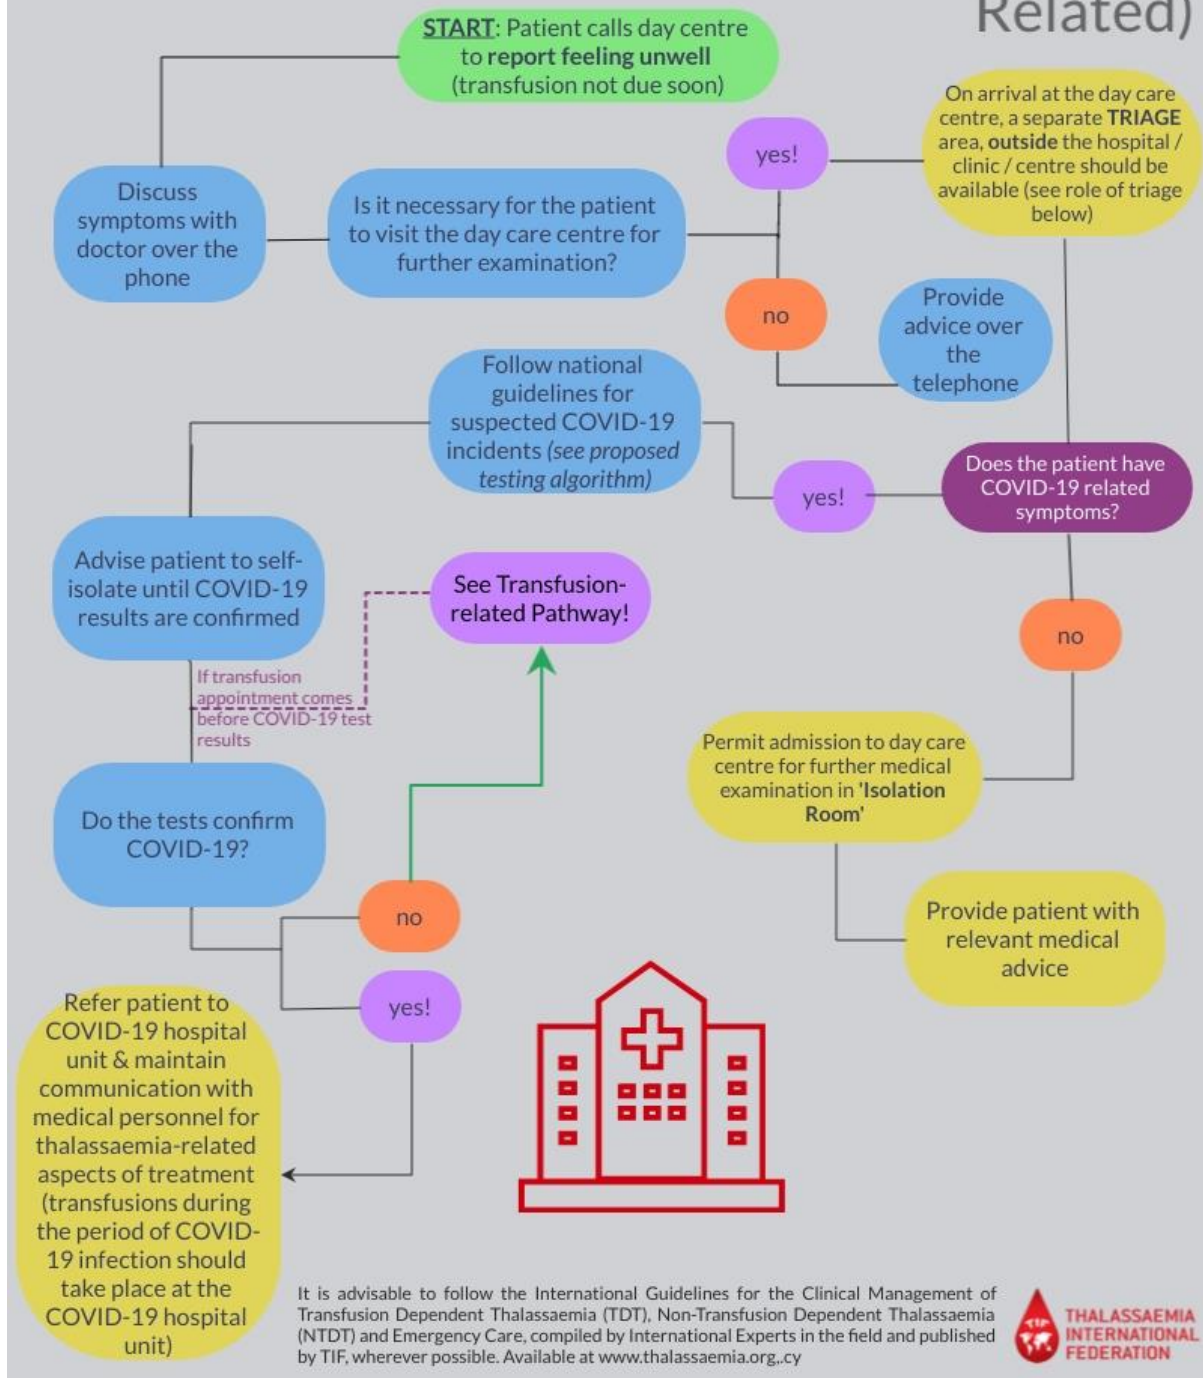 Related)
START: Patient calls day centre
to report feeling unwell
(transfusion not due soon)
On arrival at the day care
centre, a separate TRIAGE
area, outside the hospital /
clinic / centre should be
available (see role of triage
below)
yes!
Discuss
symptoms with
doctor over the
phone
Is it necessary for the patient
to visit the day care centre for
further examination?
no
Provide
advice over
the
telephone
Follow national
guidelines for
suspected COVID-19
incidents (see proposed
testing algorithm)
yes!
Does the patient have
COVID-19 related
symptoms?
Advise patient to self-
isolate until COVID-19
results are confirmed
See Transfusion-
related Pathway!
no
If transfusion
appointment comes
before COVID-19 test
results
Permit admission to day care
centre for further medical
examination in 'Isolation
Room'
Do the tests confirm
COVID-19?
no
Provide patient with
relevant medical
advice
yes!
Refer patient to
COVID-19 hospital
unit & maintain
communication with
medical personnel for
thalassaemia-related
aspects of treatment
(transfusions during
the period of COVID-
19 infection should
take place at the
COVID-19 hospital
unit)
It is advisable to follow the International Guidelines for the Clinical Management of
Transfusion Dependent Thalassaemia (TDT), Non-Transfusion Dependent Thalassaemia
(NTDT) and Emergency Care, compiled by International Experts in the field and published
by TIF, wherever possible. Available at www.thalassaemia.org,.cy
TIF
THALASSAEMIA
INTERNATIONAL
FEDERATION